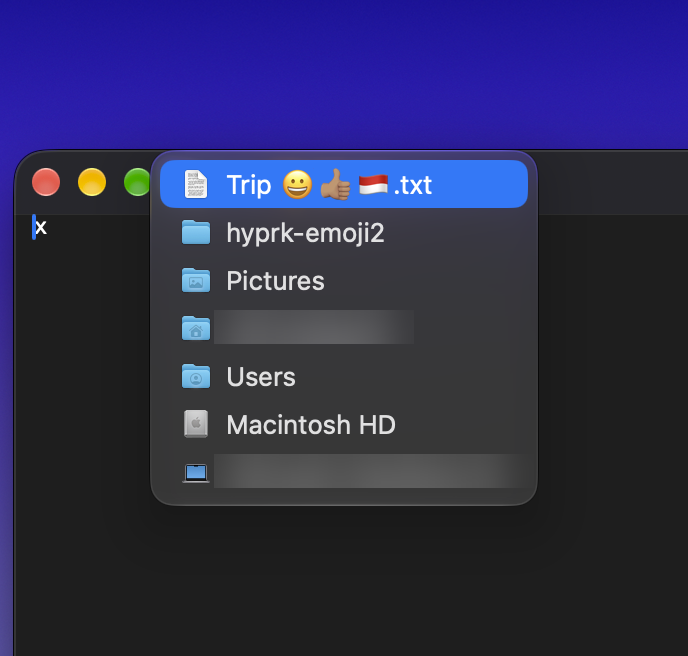 Trip 😀 👍🏽 🇮🇩 .txt
x
hyprk-emoji2
Pictures
Users
Macintosh HD